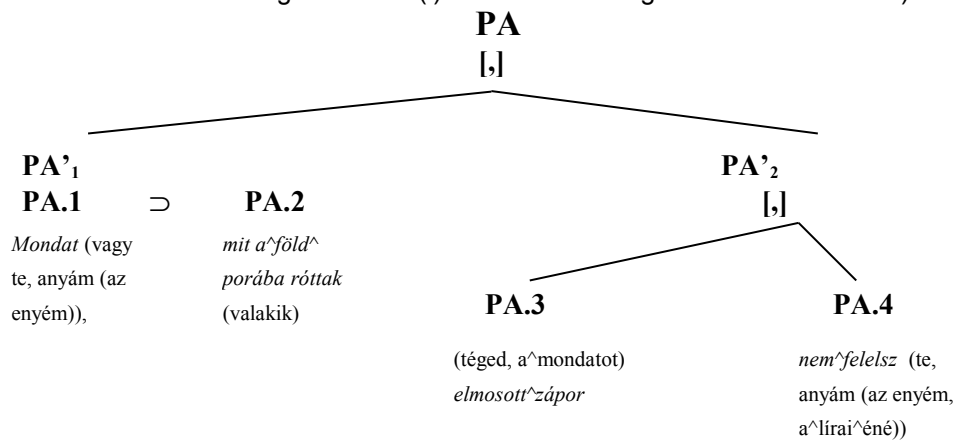 PA
[,]
PA’₁
PA’₂
PA.1 ⊃ PA.2
[,]
Mondat (vagy
te, anyám (az
enyém)),
mit a^föld^
porába róttak
(valakik)
PA.3
PA.4
(téged, a^mondatot)
elmosott^zápor
nem^felelsz (te,
anyám (az enyém,
a^lírai^éné))